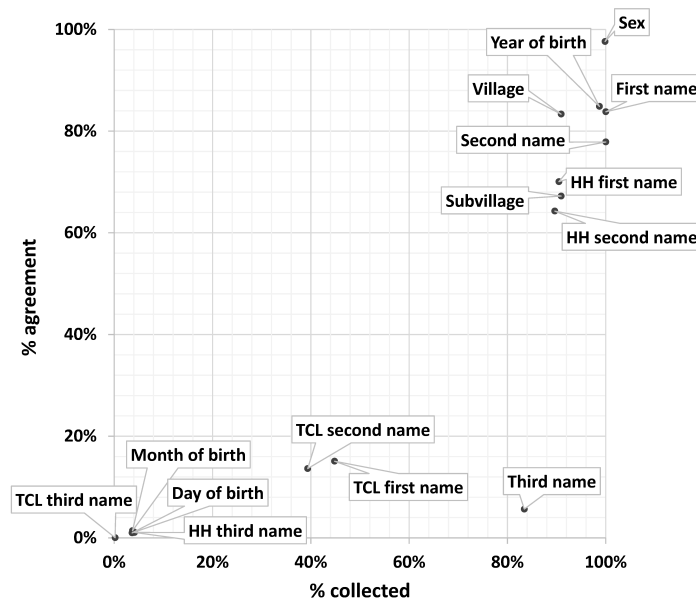 100%
Sex
Year of birth
Village
First name
80%
Second name
HH first name
Subvillage
60%
HH second name
% agreement
40%
20%
TCL second name
Month of birth
TCL first name
Third name
Day of birth
TCL third name
HH third name
0%
0%
20%
40%
60%
80%
100%
% collected